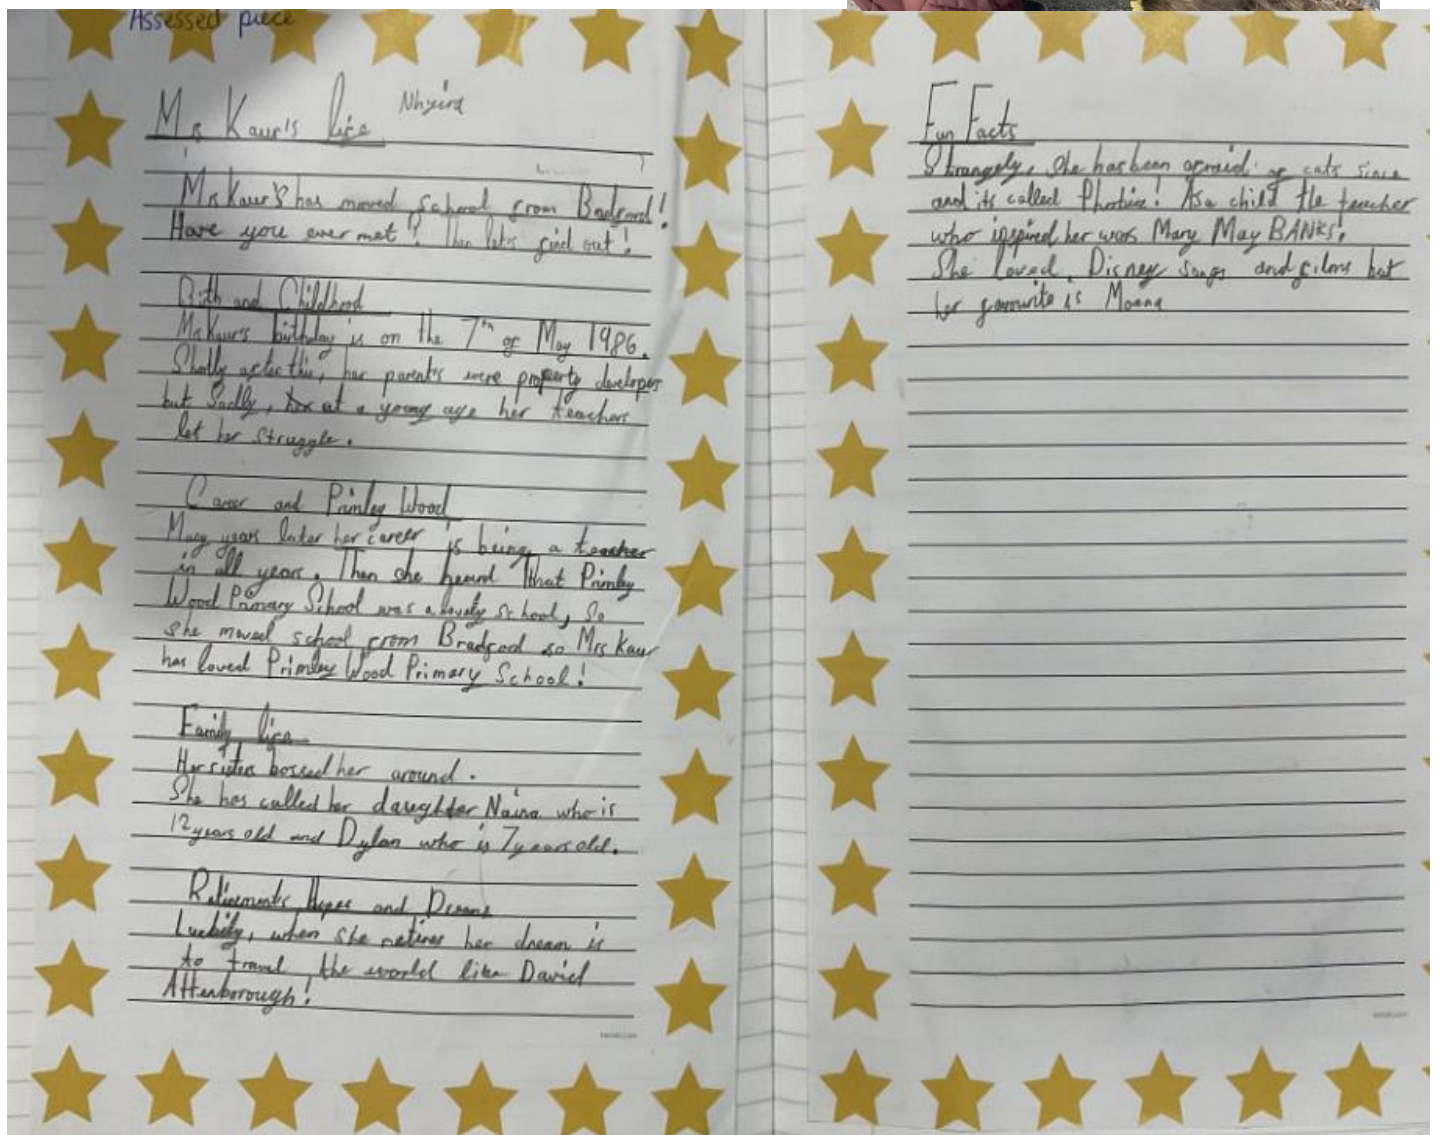 Assessed piece
Mrs Kaur's life Nhyira
Mrs Kaur's has moved school from Bradford!
Have you ever met? Then let's find out!
Birth and Childhood
Mrs Kaur's birthday is on the 7th of May 1986.
Shortly after this, her parent's were property developers
but Sadly, at a young age her teachers
let her struggle.
Career and Primley Wood
Many years later her career is being a teacher
in all years. Then she heard that Primley
Wood Primary School was a lovely school, so
she moved school from Bradford so Mrs Kaur
has loved Primley Wood Primary School!
Family life
Her sisters bossed her around.
She has called her daughter Naina who is
12 years old and Dylan who is 7 years old.
Retirements Hopes and Dreams
Luckily, when she retires her dream is
to travel the world like David
Attenborough!
Fun Facts
Strangely, she has been afraid of cats since
and its called Phobia! As a child the teacher
who inspired her was Mary May BANKS!
She loved Disney songs and films but
her favourite is Moana